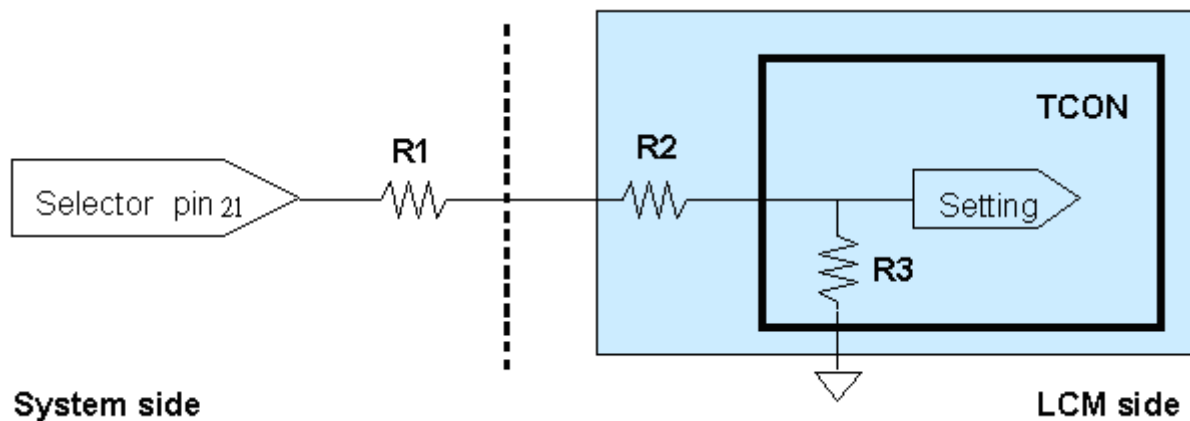 TCON
R1
R2
Selector pin 21
Setting
R3
System side
LCM side